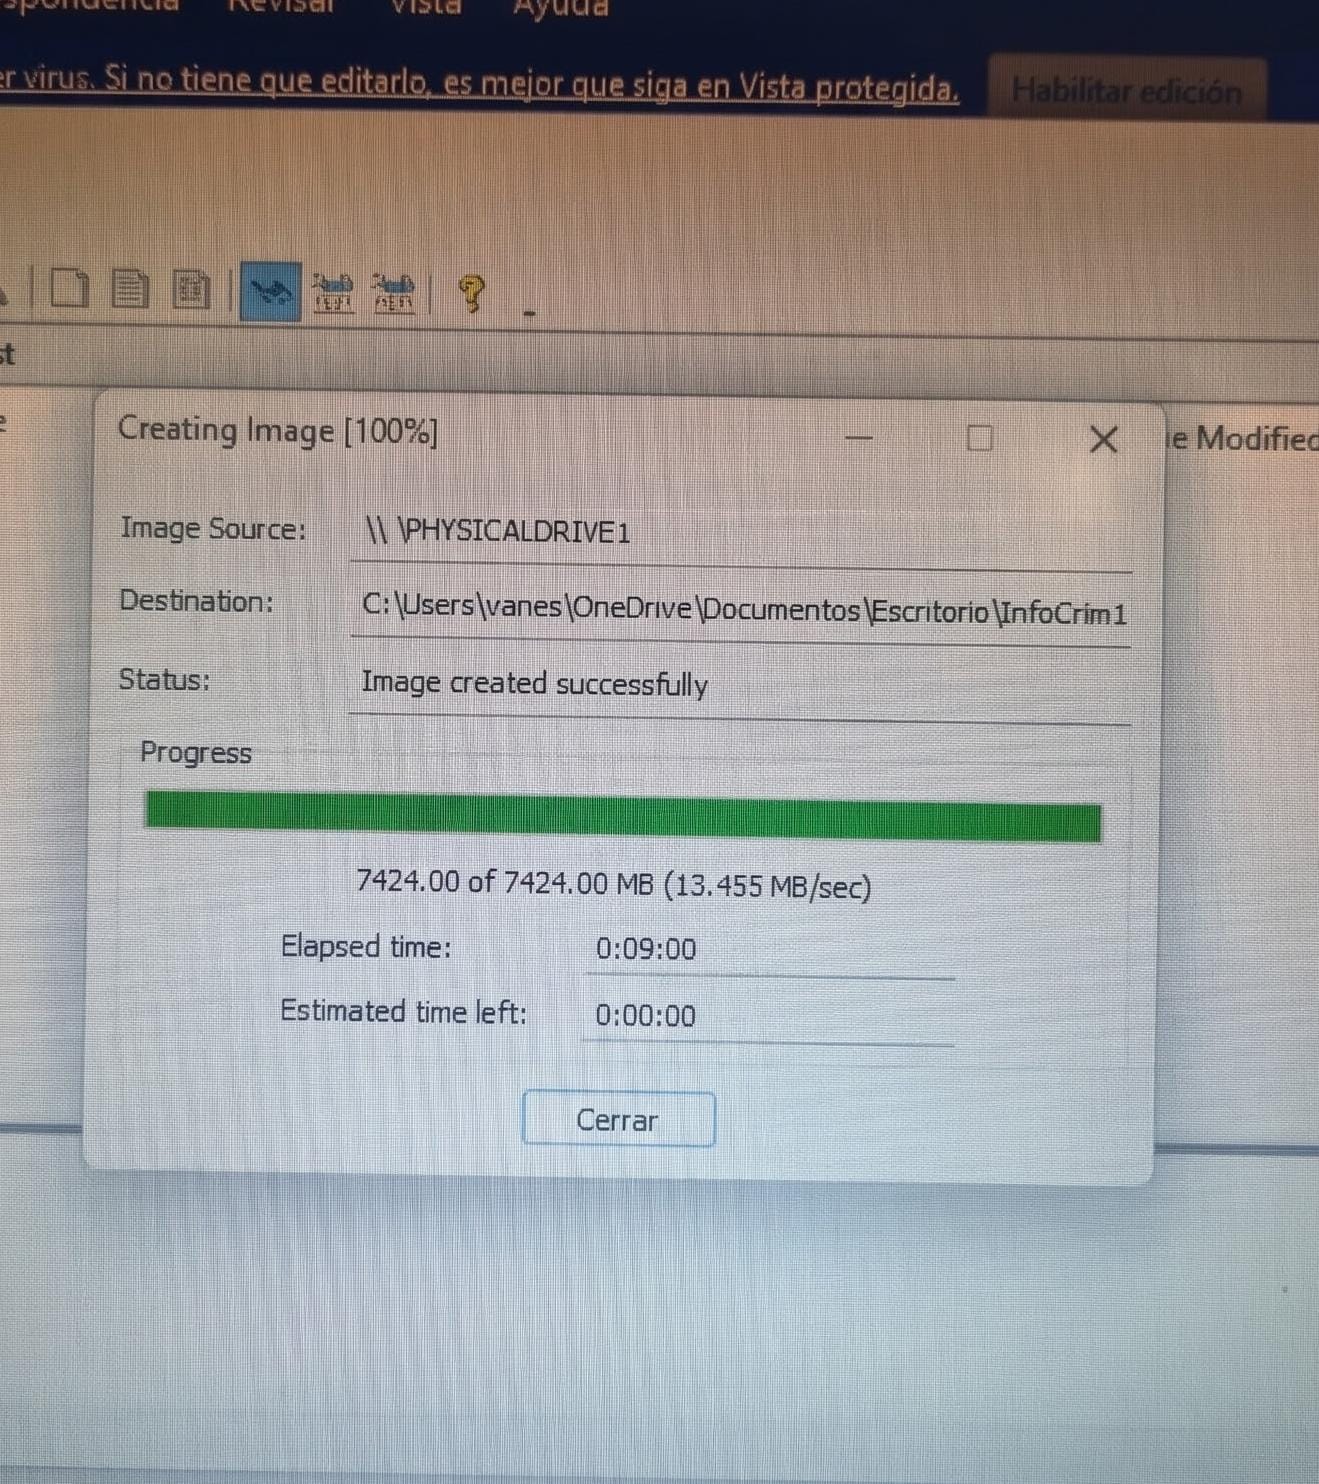 Revisar Vista Ayuda
er virus. Si no tiene que editarlo, es mejor que siga en Vista protegida. Habilitar edición
st
Creating Image [100%]
e Modified
Image Source: \\ \PHYSICALDRIVE1
Destination: C:\Users\vanes\OneDrive\Documentos\Escritorio\InfoCrim1
Status: Image created successfully
Progress
7424.00 of 7424.00 MB (13.455 MB/sec)
Elapsed time: 0:09:00
Estimated time left: 0:00:00
Cerrar